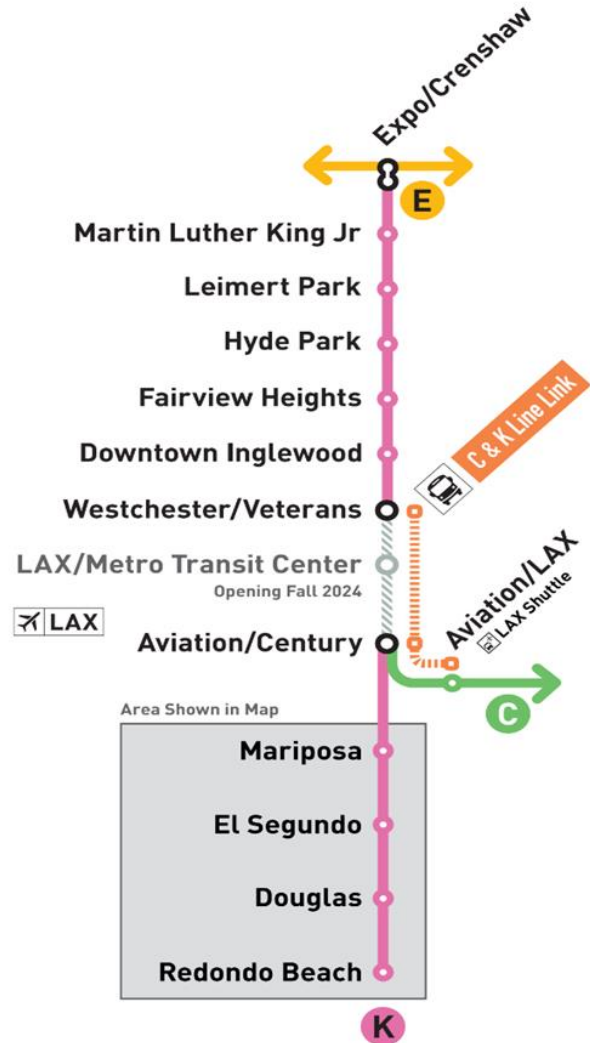 Expo/Crenshaw
E
Martin Luther King Jr
Leimert Park
Hyde Park
Fairview Heights
Downtown Inglewood
C & K Line Link
Westchester/Veterans
LAX/Metro Transit Center
Opening Fall 2024
LAX
Aviation/Century
Aviation/LAX
LAX Shuttle
C
Area Shown in Map
Mariposa
El Segundo
Douglas
Redondo Beach
K